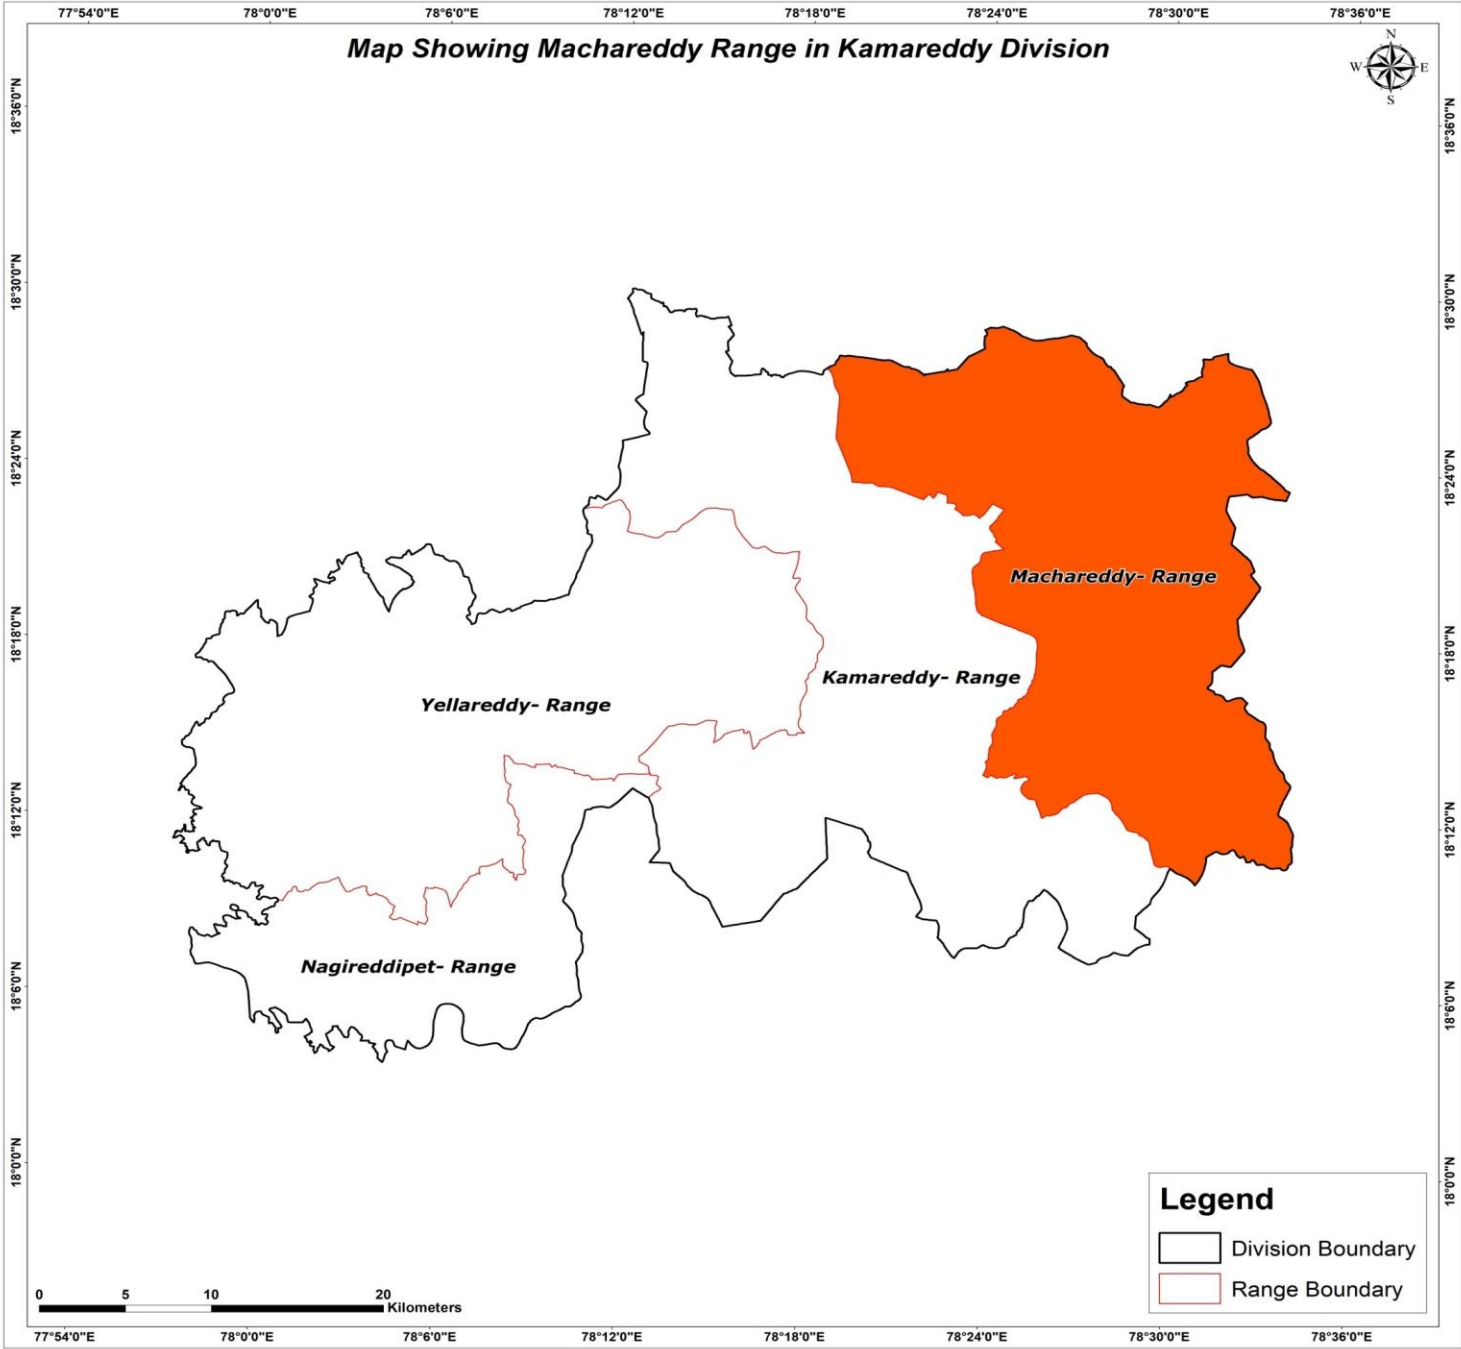 77°54'0"E 78°0'0"E 78°6'0"E 78°12'0"E 78°18'0"E 78°24'0"E 78°30'0"E 78°36'0"E
Map Showing Machareddy Range in Kamareddy Division
N
W E
S
18°36'0"N 18°36'0"N
18°30'0"N 18°30'0"N
18°24'0"N 18°24'0"N
Machareddy- Range
18°18'0"N 18°18'0"N
Kamareddy- Range
Yellareddy- Range
18°12'0"N 18°12'0"N
Nagireddipet- Range
18°6'0"N 18°6'0"N
18°0'0"N 18°0'0"N
Legend
Division Boundary
Range Boundary
0 5 10 20
Kilometers
77°54'0"E 78°0'0"E 78°6'0"E 78°12'0"E 78°18'0"E 78°24'0"E 78°30'0"E 78°36'0"E